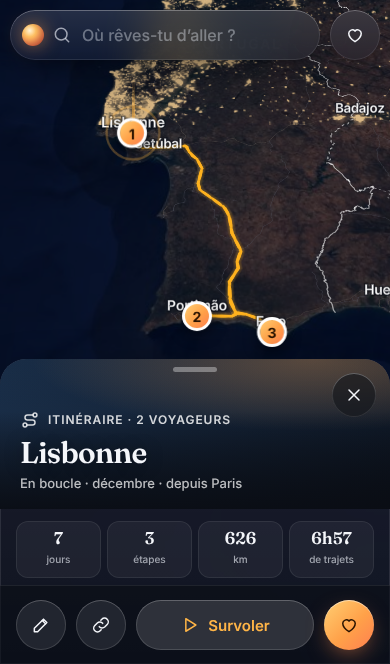 Où rêves-tu d'aller ?
Badajoz
Lisbonne
1
Setúbal
Hue
Portimão
2
3
ITINÉRAIRE · 2 VOYAGEURS
Lisbonne
En boucle · décembre · depuis Paris
7
jours
3
étapes
626
km
6h57
de trajets
Survoler